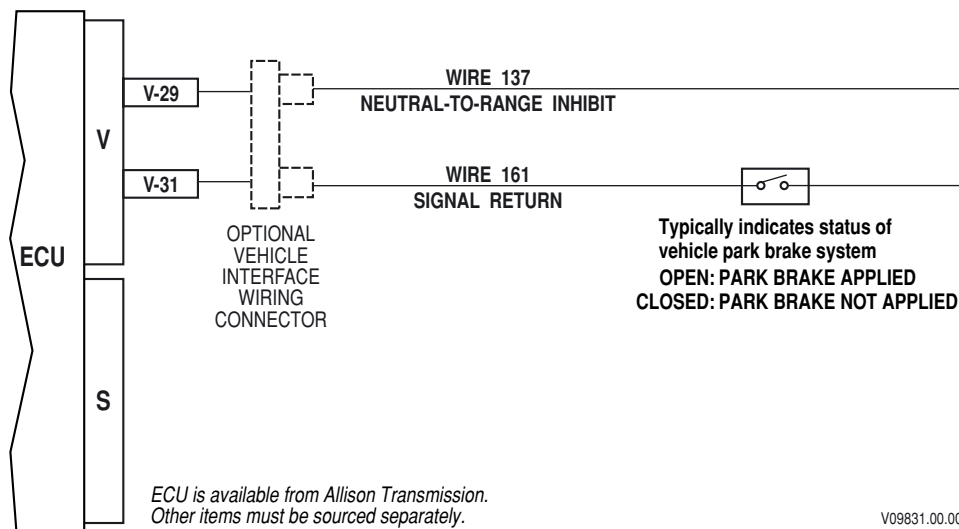 ECU
V
S
V-29
V-31
WIRE 137
NEUTRAL-TO-RANGE INHIBIT
WIRE 161
SIGNAL RETURN
OPTIONAL
VEHICLE
INTERFACE
WIRING
CONNECTOR
Typically indicates status of
vehicle park brake system
OPEN: PARK BRAKE APPLIED
CLOSED: PARK BRAKE NOT APPLIED
ECU is available from Allison Transmission.
Other items must be sourced separately.